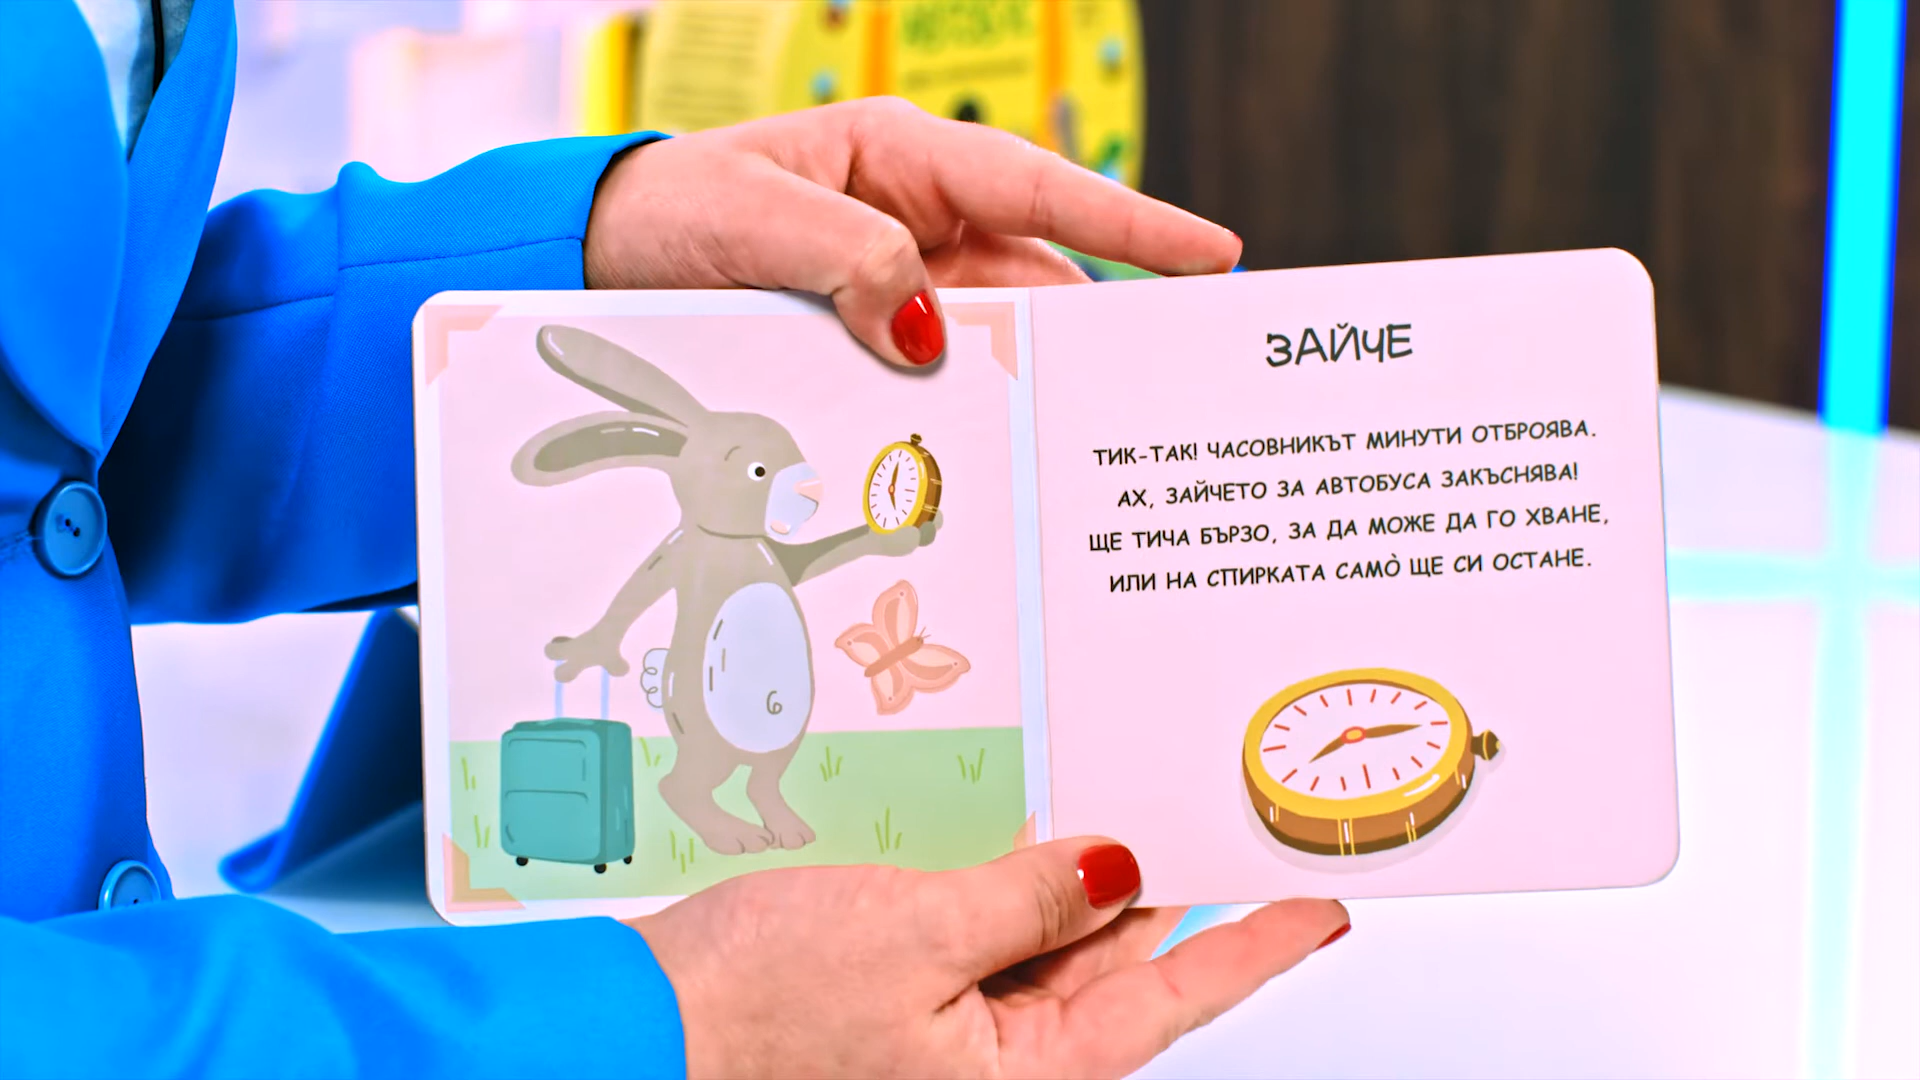 ЗАЙЧЕ
ТИК-ТАК! ЧАСОВНИКЪТ МИНУТИ ОТБРОЯВА.
АХ, ЗАЙЧЕТО ЗА АВТОБУСА ЗАКЪСНЯВА!
ЩЕ ТИЧА БЪРЗО, ЗА ДА МОЖЕ ДА ГО ХВАНЕ,
ИЛИ НА СПИРКАТА САМО̀ ЩЕ СИ ОСТАНЕ.